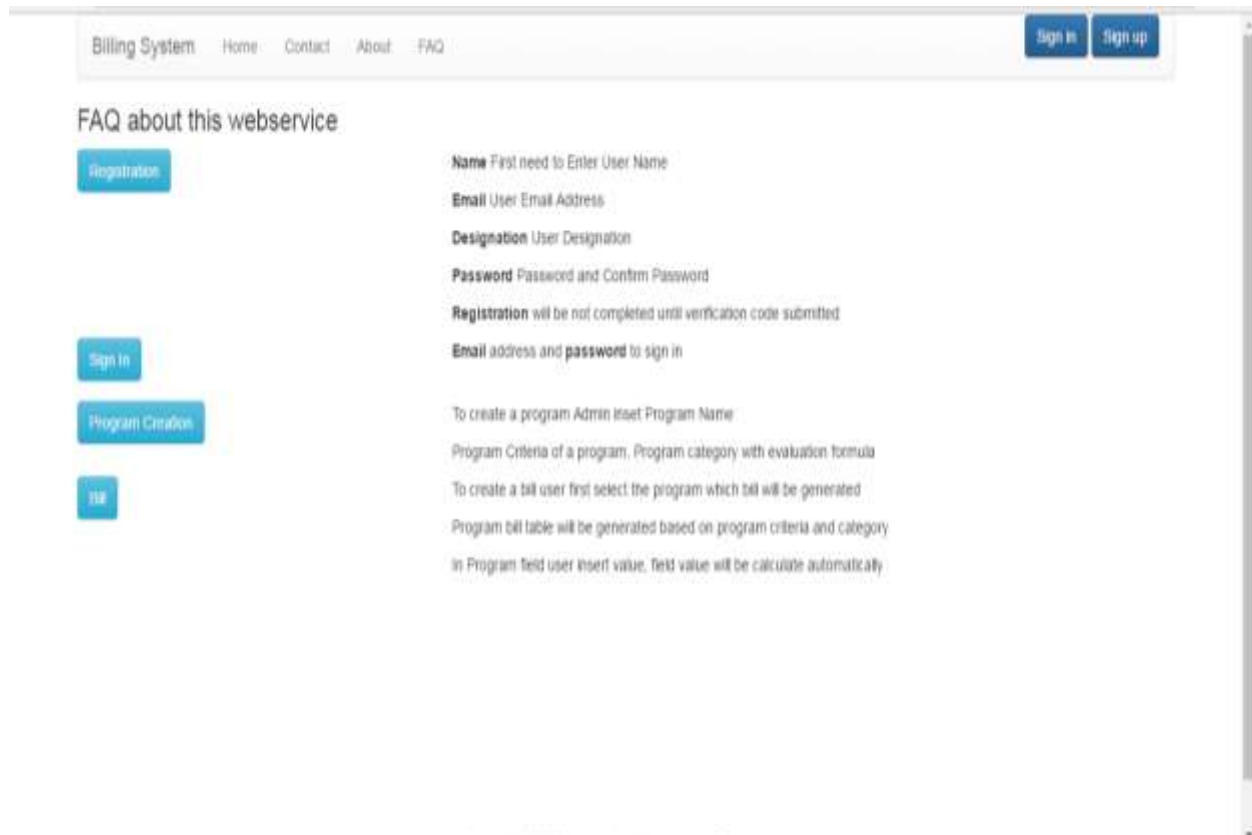 Billing System Home Contact About FAQ Sign in Sign up
FAQ about this webservice
Registration
Name First need to Enter User Name
Email User Email Address
Designation User Designation
Password Password and Confirm Password
Registration will be not completed until verification code submitted
Sign In
Email address and password to sign in
Program Creation
To create a program Admin inset Program Name
Program Criteria of a program, Program category with evaluation formula
Bill
To create a bill user first select the program which bill will be generated
Program bill table will be generated based on program criteria and category
In Program field user insert value, field value will be calculate automatically